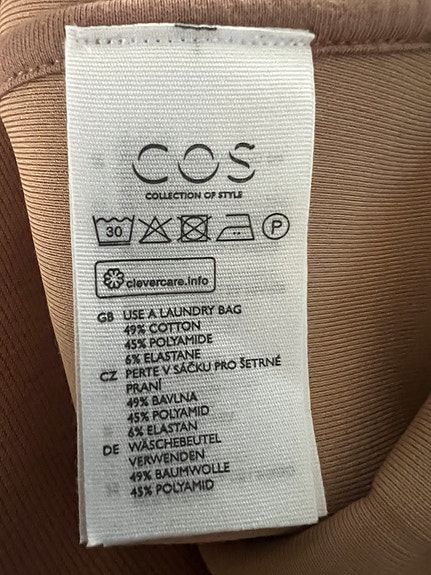 COS
COLLECTION OF STYLE
30
P
clevercare.info
GB USE A LAUNDRY BAG
49% COTTON
45% POLYAMIDE
6% ELASTANE
CZ PERTE V SÁČKU PRO ŠETRNÉ
PRANÍ
49% BAVLNA
45% POLYAMID
6% ELASTAN
DE WÄSCHEBEUTEL
VERWENDEN
49% BAUMWOLLE
45% POLYAMID